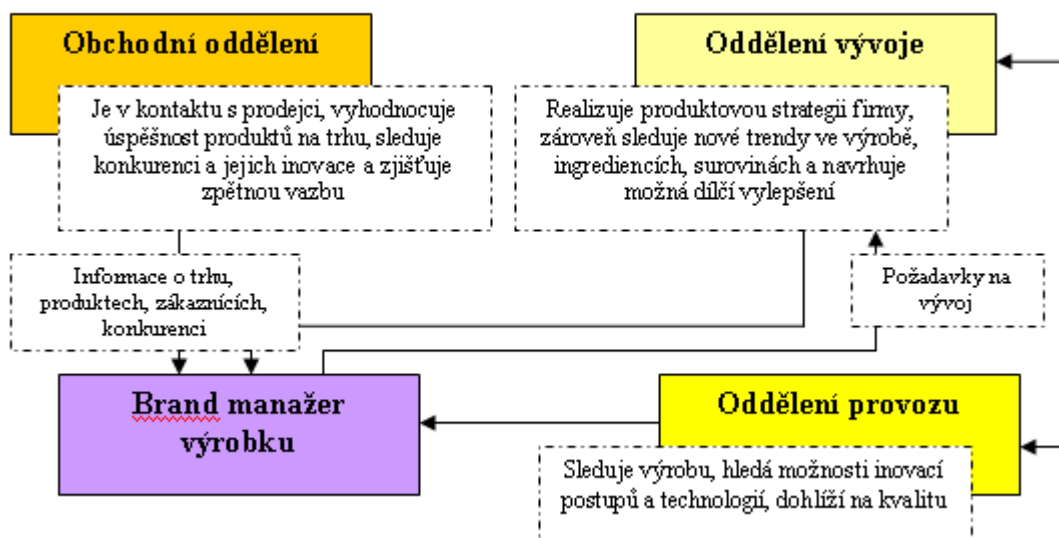 Obchodní oddělení
Je v kontaktu s prodejci, vyhodnocuje
úspěšnost produktů na trhu, sleduje
konkurenci a jejich inovace a zjišťuje
zpětnou vazbu
Oddělení vývoje
Realizuje produktovou strategii firmy,
zároveň sleduje nové trendy ve výrobě,
ingrediencích, surovinách a navrhuje
možná dílčí vylepšení
Informace o trhu,
produktech, zákaznících,
konkurenci
Požadavky na
vývoj
Brand manažer
výrobku
Oddělení provozu
Sleduje výrobu, hledá možnosti inovací
postupů a technologií, dohlíží na kvalitu